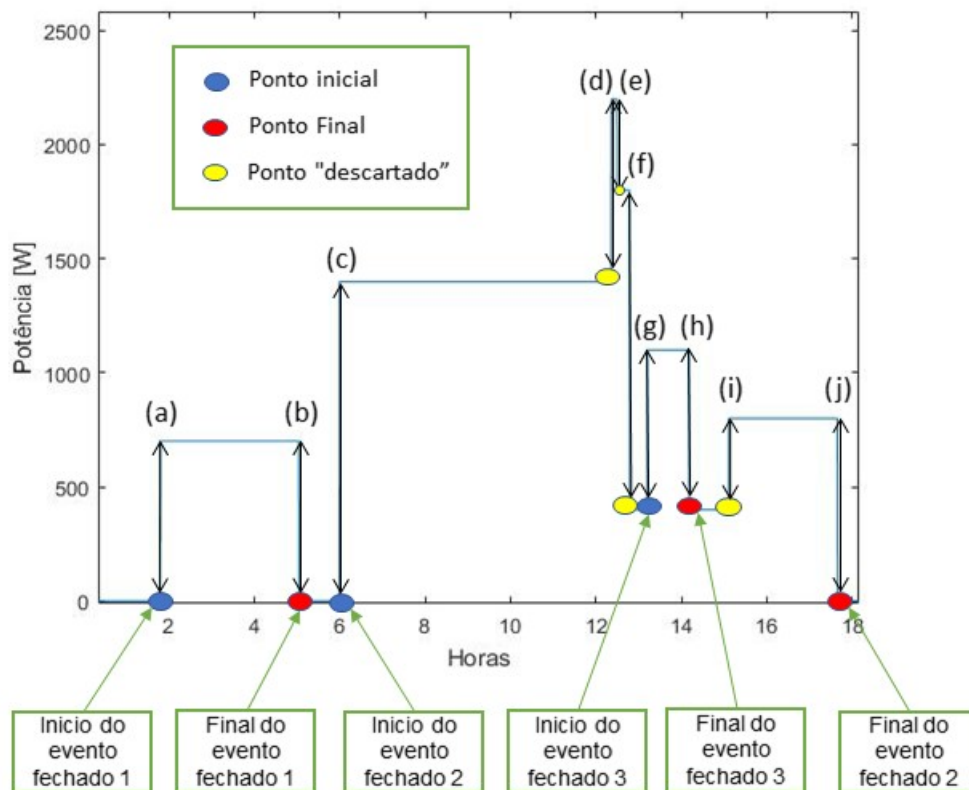 2500
2000
1500
1000
500
0
Potência [W]
Ponto inicial
Ponto Final
Ponto "descartado”
(a)
(b)
(c)
(d)
(e)
(f)
(g)
(h)
(i)
(j)
2
4
6
8
10
12
14
16
18
Horas
Inicio do
evento
fechado 1
Final do
evento
fechado 1
Inicio do
evento
fechado 2
Inicio do
evento
fechado 3
Final do
evento
fechado 3
Final do
evento
fechado 2